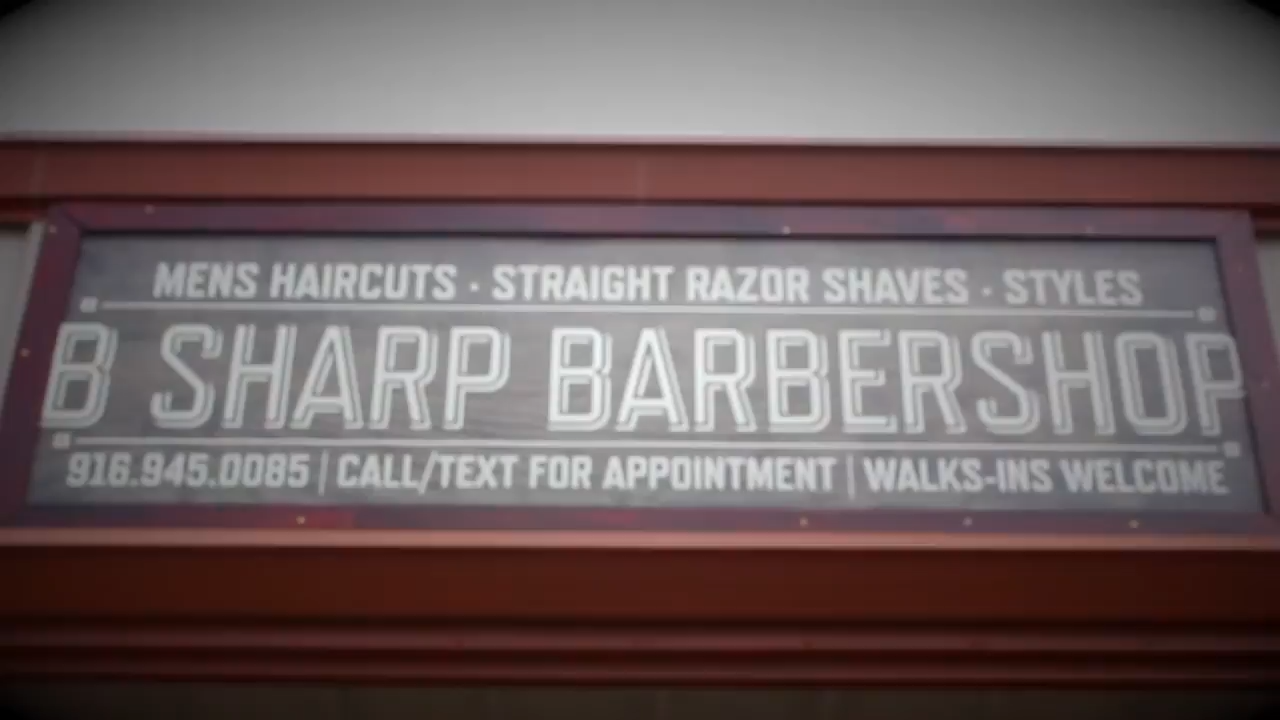 MENS HAIRCUTS · STRAIGHT RAZOR SHAVES · STYLES
B SHARP BARBERSHOP
916.945.0085 | CALL/TEXT FOR APPOINTMENT | WALKS-INS WELCOME